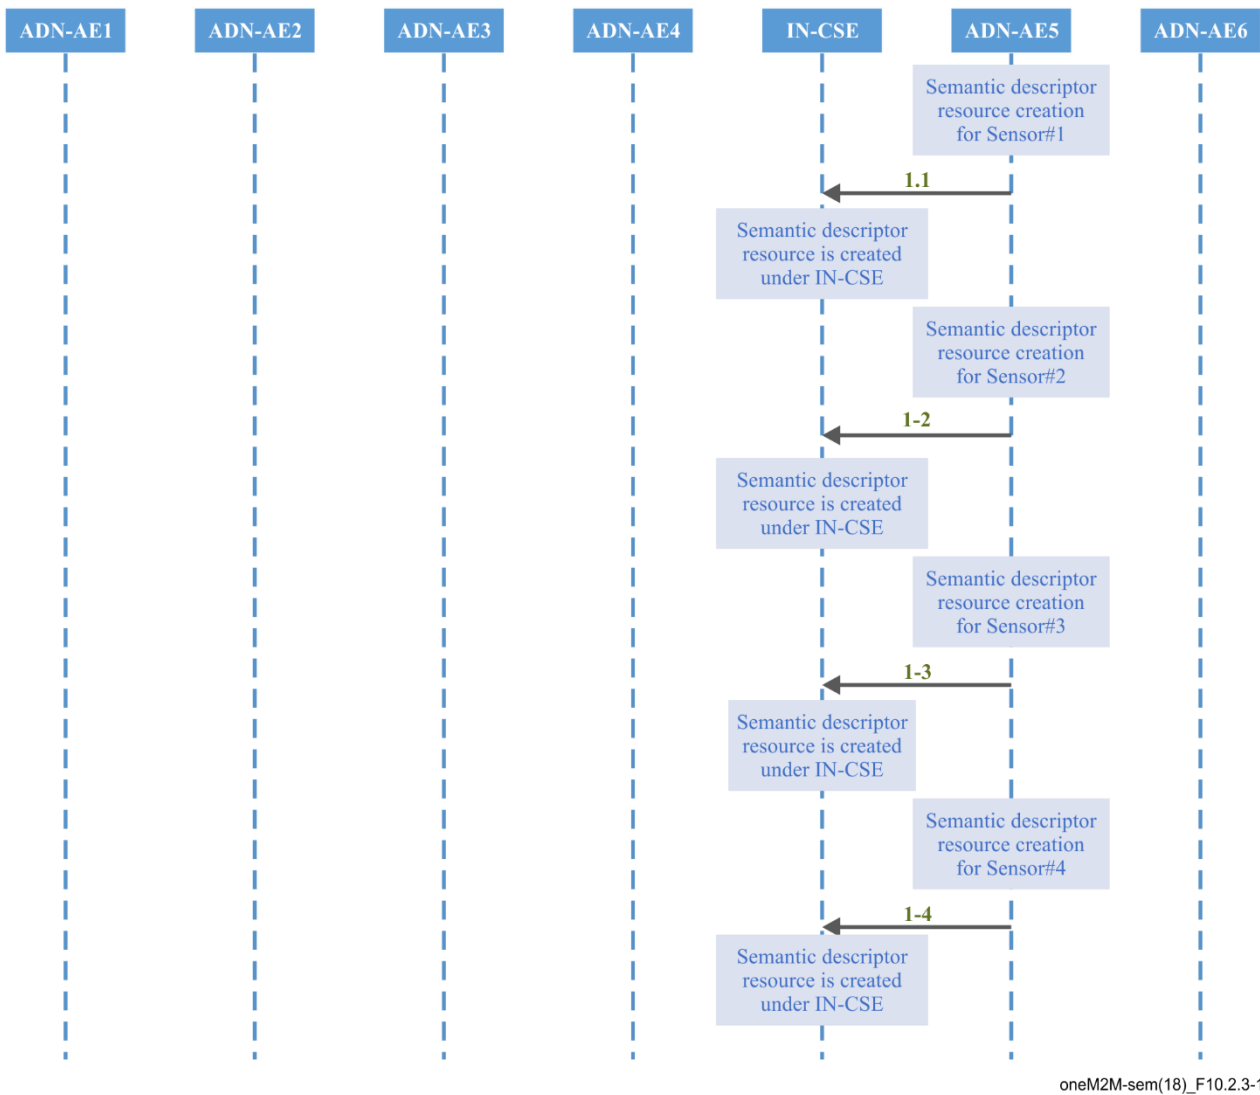 ADN-AE1 ADN-AE2 ADN-AE3 ADN-AE4 IN-CSE ADN-AE5 ADN-AE6
Semantic descriptor
resource creation
for Sensor#1
1.1
Semantic descriptor
resource is created
under IN-CSE
Semantic descriptor
resource creation
for Sensor#2
1-2
Semantic descriptor
resource is created
under IN-CSE
Semantic descriptor
resource creation
for Sensor#3
1-3
Semantic descriptor
resource is created
under IN-CSE
Semantic descriptor
resource creation
for Sensor#4
1-4
Semantic descriptor
resource is created
under IN-CSE
oneM2M-sem(18)_F10.2.3-1